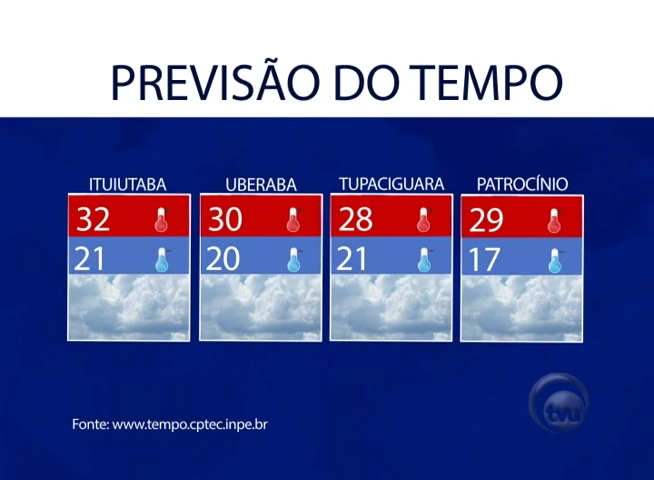 PREVISÃO DO TEMPO
ITUIUTABA UBERABA TUPACIGUARA PATROCÍNIO
32 30 28 29
21 20 21 17
tvu
Fonte: www.tempo.cptec.inpe.br